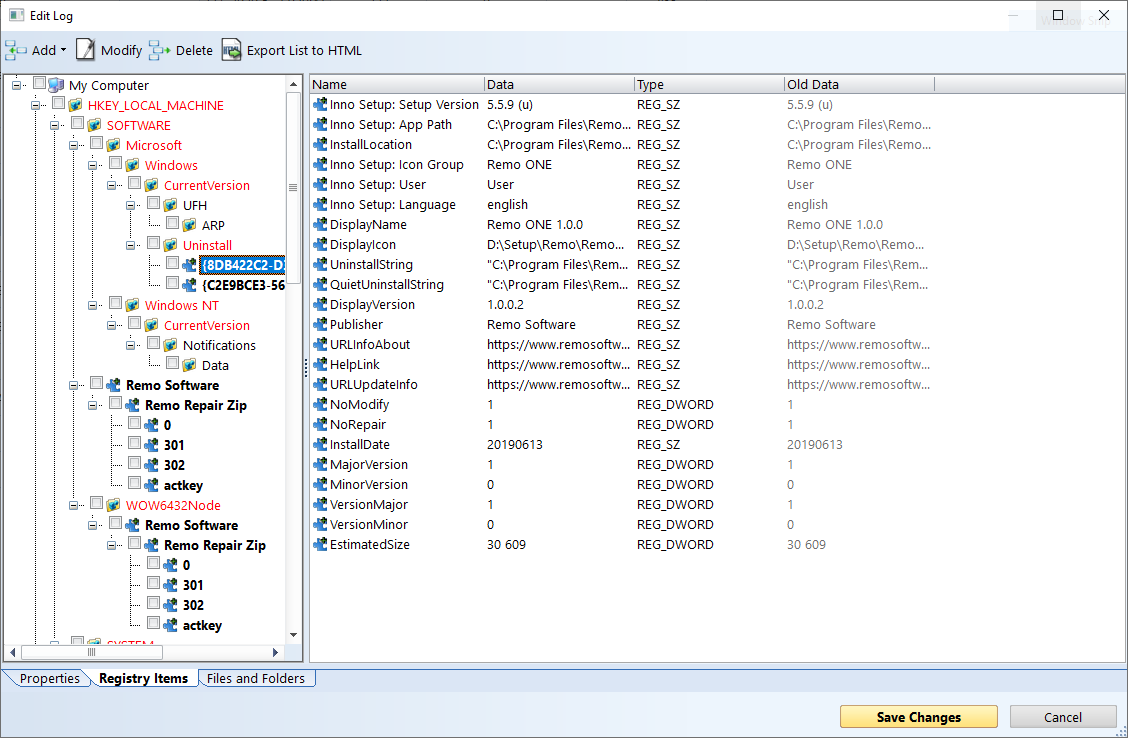 Edit Log
Add Modify Delete Export List to HTML
My Computer
HKEY_LOCAL_MACHINE
SOFTWARE
Microsoft
Windows
CurrentVersion
UFH
ARP
Uninstall
{8DB422C2-D
{C2E9BCE3-56
Windows NT
CurrentVersion
Notifications
Data
Remo Software
Remo Repair Zip
0
301
302
actkey
WOW6432Node
Remo Software
Remo Repair Zip
0
301
302
actkey
SYSTEM
Name Data Type Old Data
Inno Setup: Setup Version 5.5.9 (u) REG_SZ 5.5.9 (u)
Inno Setup: App Path C:\Program Files\Remo... REG_SZ C:\Program Files\Remo...
InstallLocation C:\Program Files\Remo... REG_SZ C:\Program Files\Remo...
Inno Setup: Icon Group Remo ONE REG_SZ Remo ONE
Inno Setup: User User REG_SZ User
Inno Setup: Language english REG_SZ english
DisplayName Remo ONE 1.0.0 REG_SZ Remo ONE 1.0.0
DisplayIcon D:\Setup\Remo\Remo... REG_SZ D:\Setup\Remo\Remo...
UninstallString "C:\Program Files\Rem... REG_SZ "C:\Program Files\Rem...
QuietUninstallString "C:\Program Files\Rem... REG_SZ "C:\Program Files\Rem...
DisplayVersion 1.0.0.2 REG_SZ 1.0.0.2
Publisher Remo Software REG_SZ Remo Software
URLInfoAbout https://www.remosoftw... REG_SZ https://www.remosoftw...
HelpLink https://www.remosoftw... REG_SZ https://www.remosoftw...
URLUpdateInfo https://www.remosoftw... REG_SZ https://www.remosoftw...
NoModify 1 REG_DWORD 1
NoRepair 1 REG_DWORD 1
InstallDate 20190613 REG_SZ 20190613
MajorVersion 1 REG_DWORD 1
MinorVersion 0 REG_DWORD 0
VersionMajor 1 REG_DWORD 1
VersionMinor 0 REG_DWORD 0
EstimatedSize 30 609 REG_DWORD 30 609
Properties Registry Items Files and Folders
Save Changes Cancel